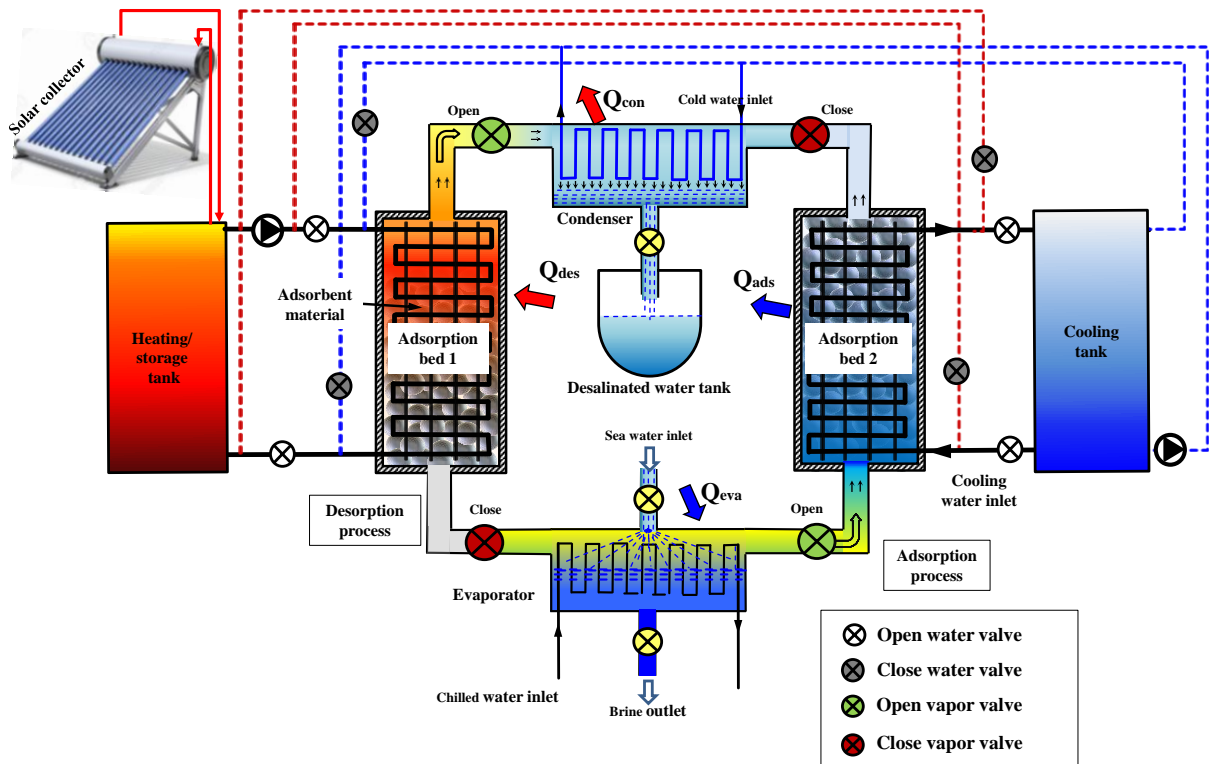 Solar collector
Qcon
Cold water inlet
Open
Close
Condenser
Qdes
Qads
Adsorbent
material
Heating/
storage
tank
Adsorption
bed 1
Adsorption
bed 2
Cooling
tank
Desalinated water tank
Sea water inlet
Cooling
water inlet
Qeva
Desorption
process
Close
Open
Adsorption
process
Evaporator
Chilled water inlet
Brine outlet
Open water valve
Close water valve
Open vapor valve
Close vapor valve